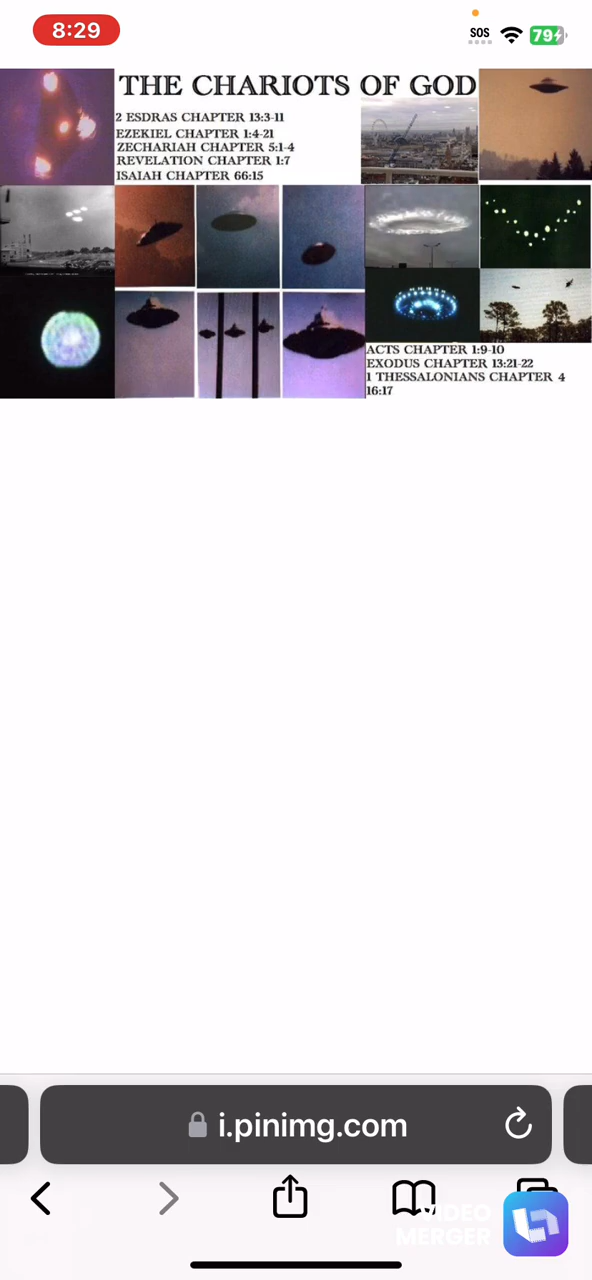 8:29
SOS
79
THE CHARIOTS OF GOD
2 ESDRAS CHAPTER 13:3-11
EZEKIEL CHAPTER 1:4-21
ZECHARIAH CHAPTER 5:1-4
REVELATION CHAPTER 1:7
ISAIAH CHAPTER 66:15
ACTS CHAPTER 1:9-10
EXODUS CHAPTER 13:21-22
1 THESSALONIANS CHAPTER 4
16:17
i.pinimg.com
VIDEO
MERGER